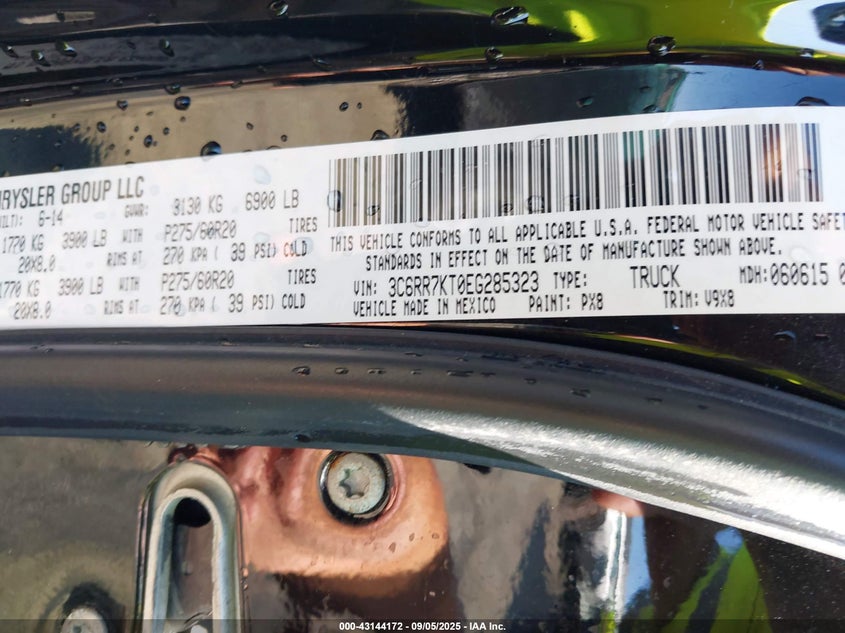 HRYSLER GROUP LLC
ILT): 6-14 GVWR: 3130 KG 6900 LB
1770 KG 3900 LB WITH P275/60R20 TIRES
20X8.0 RIMS AT 270 KPA ( 39 PSI) COLD
1770 KG 3900 LB WITH P275/60R20 TIRES
20X8.0 RIMS AT 270 KPA ( 39 PSI) COLD
THIS VEHICLE CONFORMS TO ALL APPLICABLE U.S.A. FEDERAL MOTOR VEHICLE SAFET
STANDARDS IN EFFECT ON THE DATE OF MANUFACTURE SHOWN ABOVE.
VIN: 3C6RR7KT0EG285323 TYPE: TRUCK MDH: 060615 0
VEHICLE MADE IN MEXICO PAINT: PX8 TRIM: V9X8
000-43144172 - 09/05/2025 - IAA Inc.